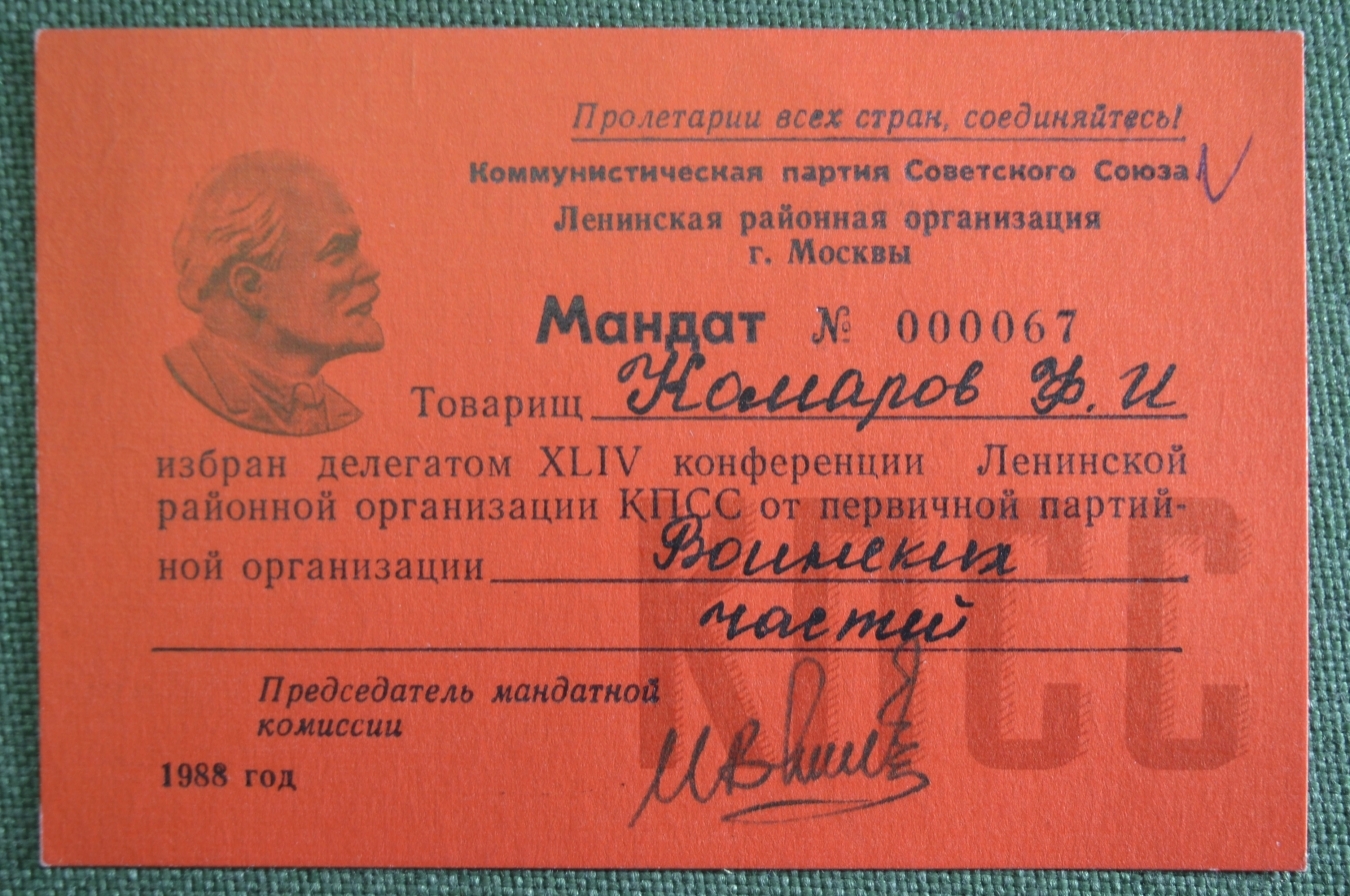 Пролетарии всех стран, соединяйтесь!
Коммунистическая партия Советского Союза
Ленинская районная организация
г. Москвы
Мандат № 000067
Товарищ Комаров Ф. И
избран делегатом XLIV конференции Ленинской
районной организации КПСС от первичной партий-
ной организации Воинских
частей
КПСС
Председатель мандатной
комиссии
1988 год